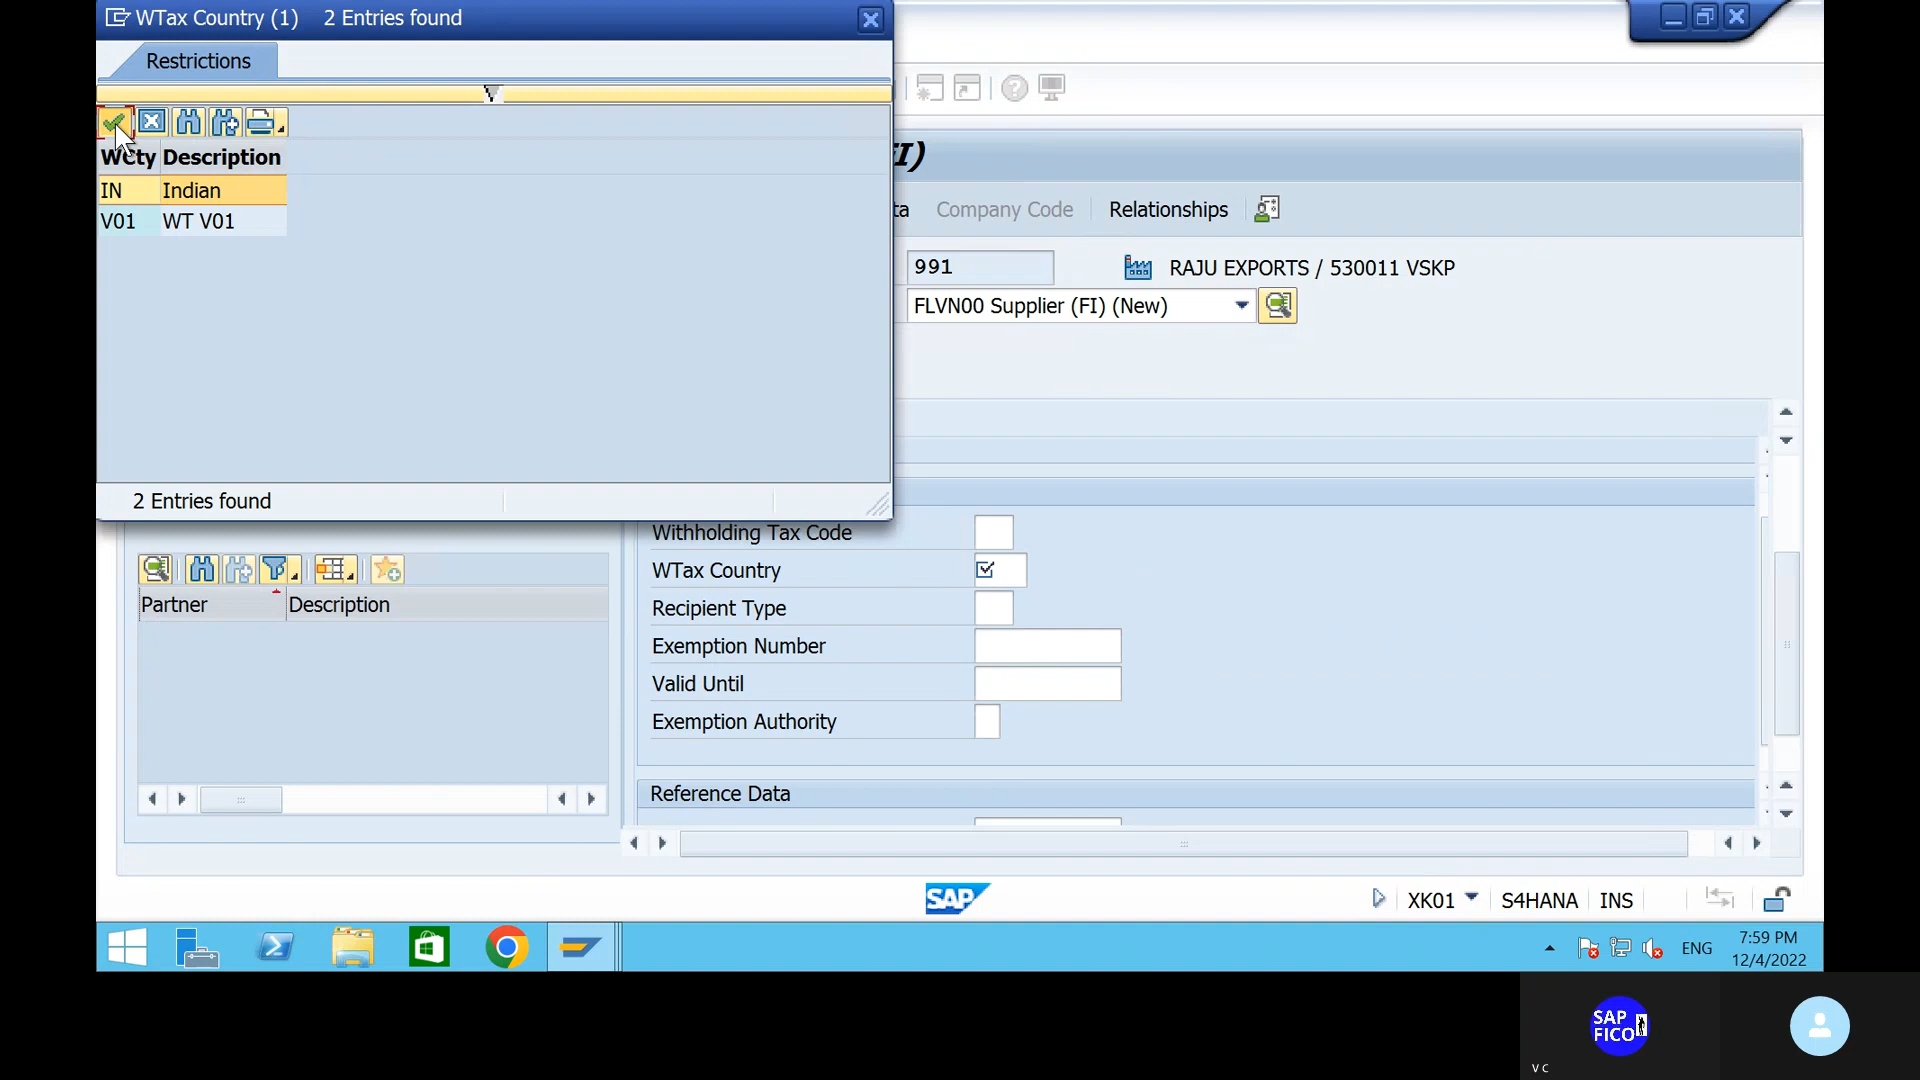 WTax Country (1) 2 Entries found
Restrictions
WCty Description
IN Indian
V01 WT V01
2 Entries found
I)
ta Company Code Relationships
991 RAJU EXPORTS / 530011 VSKP
FLVN00 Supplier (FI) (New)
Withholding Tax Code
WTax Country
Recipient Type
Exemption Number
Valid Until
Exemption Authority
Partner Description
Reference Data
SAP XK01 S4HANA INS
ENG 7:59 PM
12/4/2022
SAP
FICO
V C